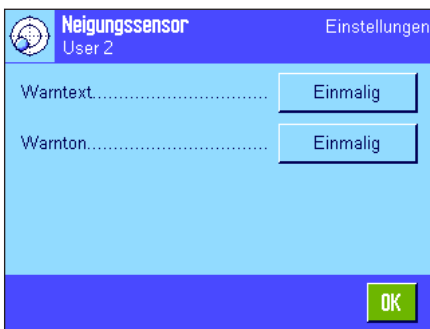 Neigungssensor Einstellungen
User 2
Warntext............................... Einmalig
Warnton................................ Einmalig
OK